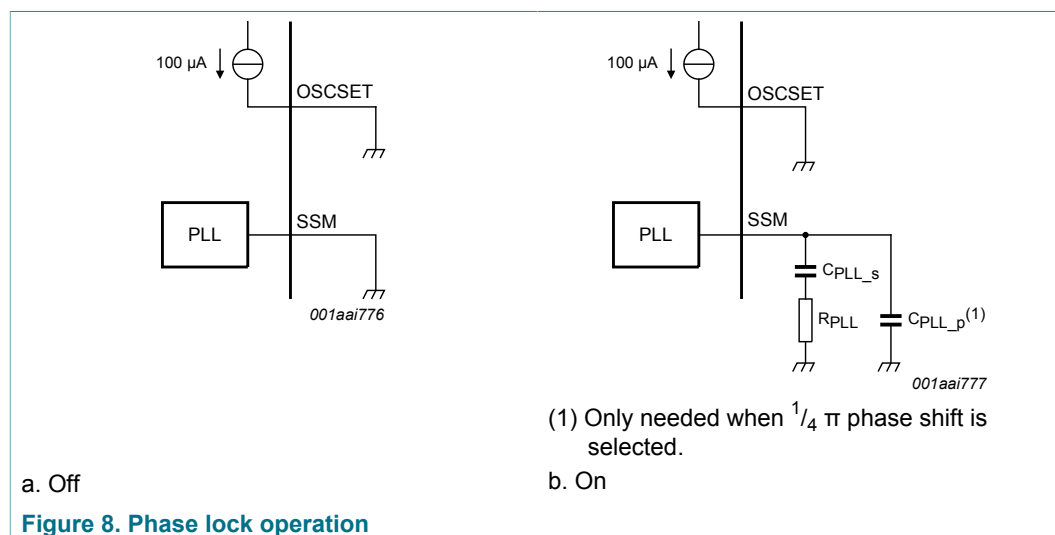 100 µA
OSCSET
PLL
SSM
001aai776
a. Off
100 µA
OSCSET
PLL
SSM
CPLL_s
RPLL
CPLL_p(1)
001aai777
(1) Only needed when 1/4 π phase shift is
selected.
b. On
Figure 8. Phase lock operation